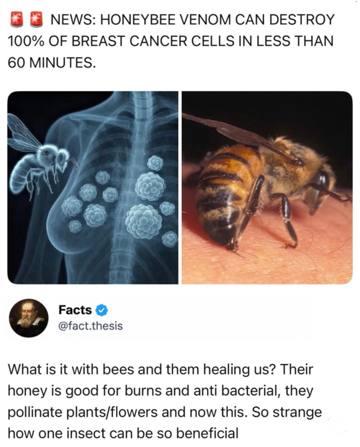 🚨🚨 NEWS: HONEYBEE VENOM CAN DESTROY
100% OF BREAST CANCER CELLS IN LESS THAN
60 MINUTES.
Facts
@fact.thesis
What is it with bees and them healing us? Their
honey is good for burns and anti bacterial, they
pollinate plants/flowers and now this. So strange
how one insect can be so beneficial